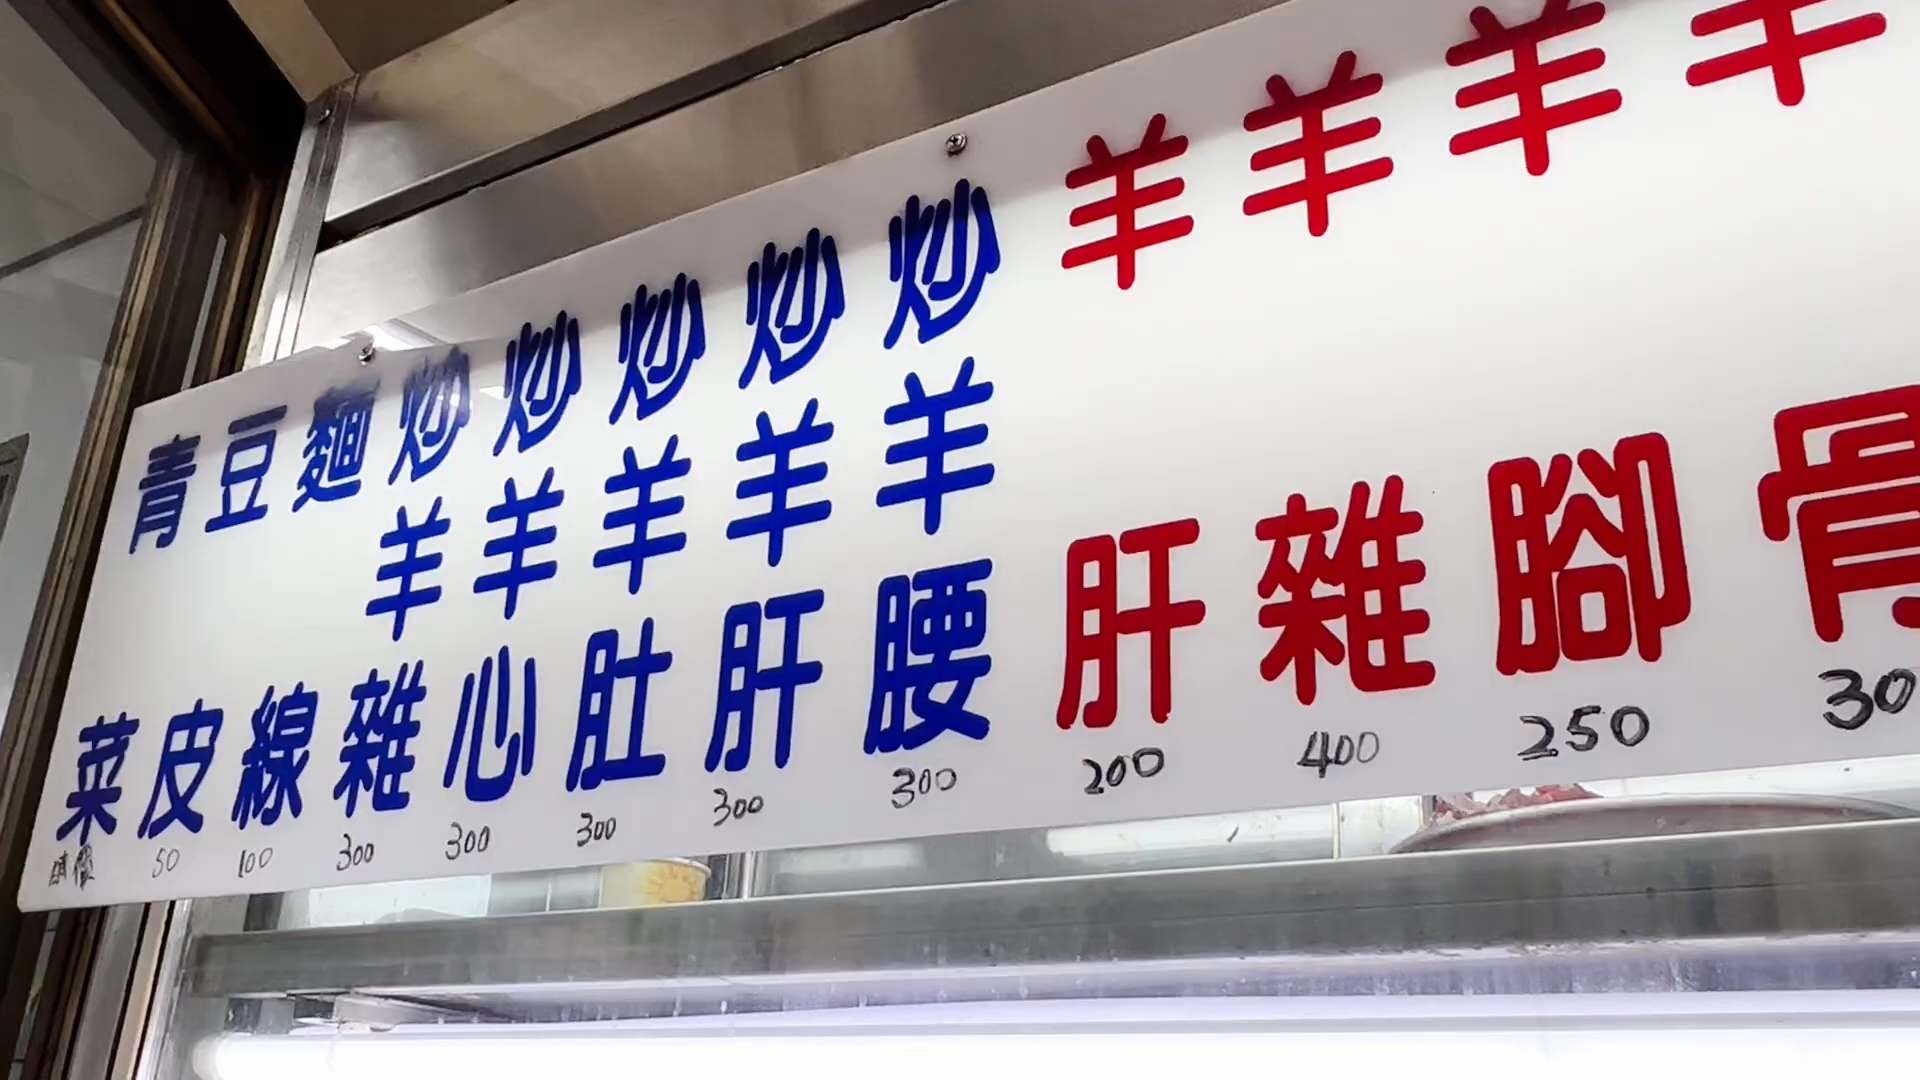 羊骨 30
羊腳 250
羊雜 400
羊肝 200
炒羊腰 300
炒羊肝 300
炒羊肚 300
炒羊心 300
炒羊雜 300
麵線 100
豆皮 50
青菜 時價